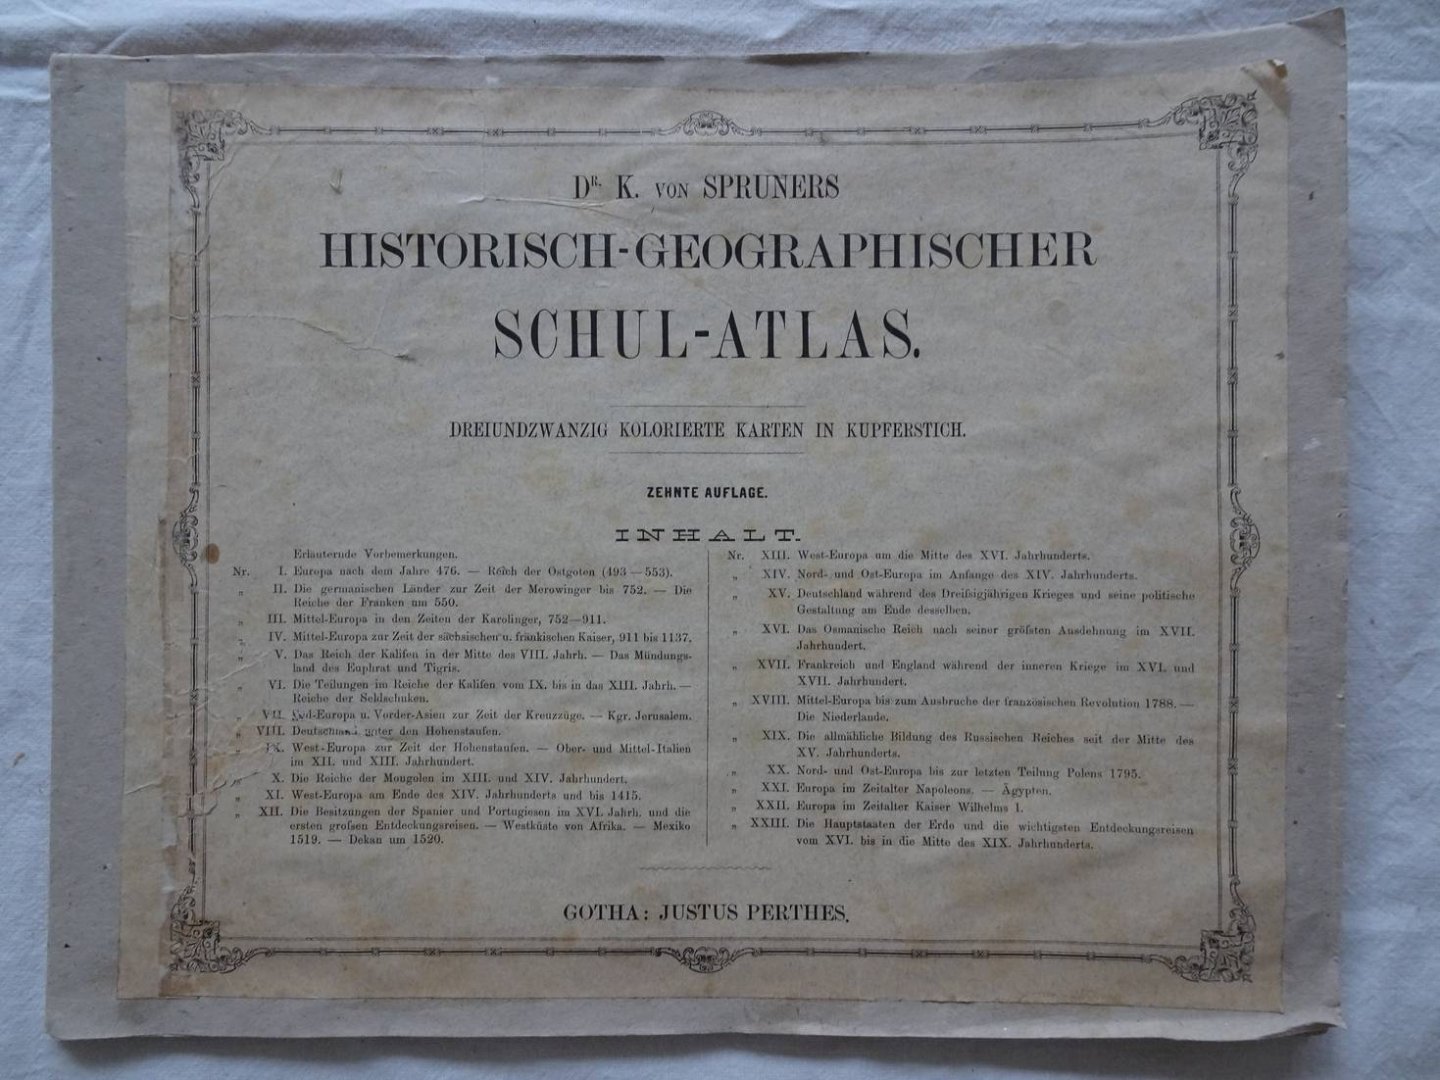 DR. K. VON SPRUNERS
HISTORISCH-GEOGRAPHISCHER
SCHUL-ATLAS.
DREIUNDZWANZIG KOLORIERTE KARTEN IN KUPFERSTICH.
ZEHNTE AUFLAGE.
INHALT.
Erläuternde Vorbemerkungen.
Nr. I. Europa nach dem Jahre 476. — Reich der Ostgoten (493—553).
„ II. Die germanischen Länder zur Zeit der Merowinger bis 752. — Die
Reiche der Franken um 550.
„ III. Mittel-Europa in den Zeiten der Karolinger, 752—911.
„ IV. Mittel-Europa zur Zeit der sächsischen u. fränkischen Kaiser, 911 bis 1137.
„ V. Das Reich der Kalifen in der Mitte des VIII. Jahrh. — Das Mündungs-
land des Euphrat und Tigris.
„ VI. Die Teilungen im Reiche der Kalifen vom IX. bis in das XIII. Jahrh. —
Reiche der Seldschuken.
„ VII. Süd-Europa u. Vorder-Asien zur Zeit der Kreuzzüge. — Kgr. Jerusalem.
„ VIII. Deutschland unter den Hohenstaufen.
„ IX. West-Europa zur Zeit der Hohenstaufen. — Ober- und Mittel-Italien
im XII. und XIII. Jahrhundert.
„ X. Die Reiche der Mongolen im XIII. und XIV. Jahrhundert.
„ XI. West-Europa am Ende des XIV. Jahrhunderts und bis 1415.
„ XII. Die Besitzungen der Spanier und Portugiesen im XVI. Jahrh. und die
ersten großen Entdeckungsreisen. — Westküste von Afrika. — Mexiko
1519. — Dekan um 1520.
Nr. XIII. West-Europa um die Mitte des XVI. Jahrhunderts.
„ XIV. Nord- und Ost-Europa im Anfange des XIV. Jahrhunderts.
„ XV. Deutschland während des Dreißigjährigen Krieges und seine politische
Gestaltung am Ende desselben.
„ XVI. Das Osmanische Reich nach seiner größten Ausdehnung im XVII.
Jahrhundert.
„ XVII. Frankreich und England während der inneren Kriege im XVI. und
XVII. Jahrhundert.
„ XVIII. Mittel-Europa bis zum Ausbruche der französischen Revolution 1788. —
Die Niederlande.
„ XIX. Die allmähliche Bildung des Russischen Reiches seit der Mitte des
XV. Jahrhunderts.
„ XX. Nord- und Ost-Europa bis zur letzten Teilung Polens 1795.
„ XXI. Europa im Zeitalter Napoleons. — Ägypten.
„ XXII. Europa im Zeitalter Kaiser Wilhelms I.
„ XXIII. Die Hauptstaaten der Erde und die wichtigsten Entdeckungsreisen
vom XVI. bis in die Mitte des XIX. Jahrhunderts.
GOTHA: JUSTUS PERTHES.